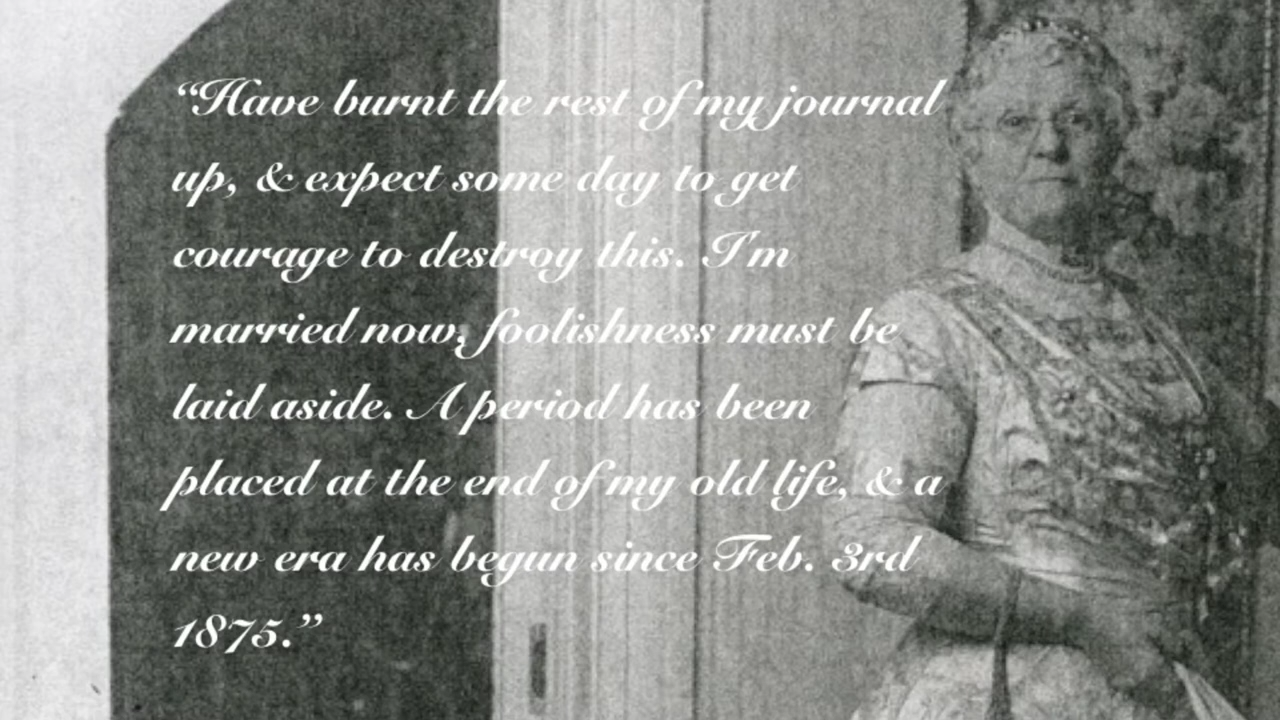 “Have burnt the rest of my journal
up, & expect some day to get
courage to destroy this. I'm
married now, foolishness must be
laid aside. A period has been
placed at the end of my old life, & a
new era has begun since Feb. 3rd
1875.”